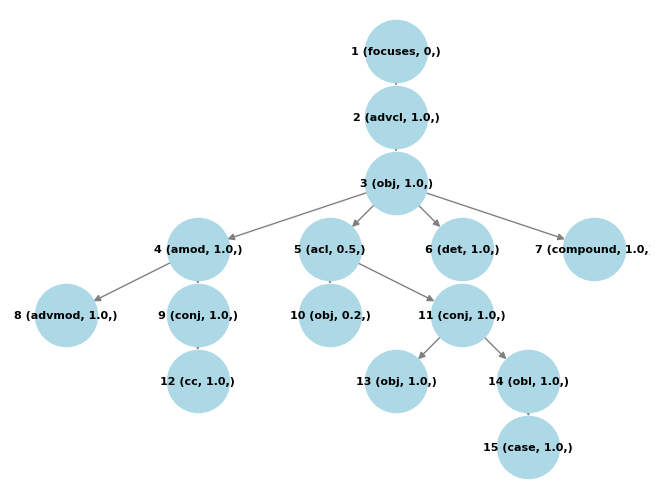 1 (focuses, 0,)
2 (advcl, 1.0,)
3 (obj, 1.0,)
4 (amod, 1.0,)
5 (acl, 0.5,)
6 (det, 1.0,)
7 (compound, 1.0,)
8 (advmod, 1.0,)
9 (conj, 1.0,)
10 (obj, 0.2,)
11 (conj, 1.0,)
12 (cc, 1.0,)
13 (obj, 1.0,)
14 (obl, 1.0,)
15 (case, 1.0,)